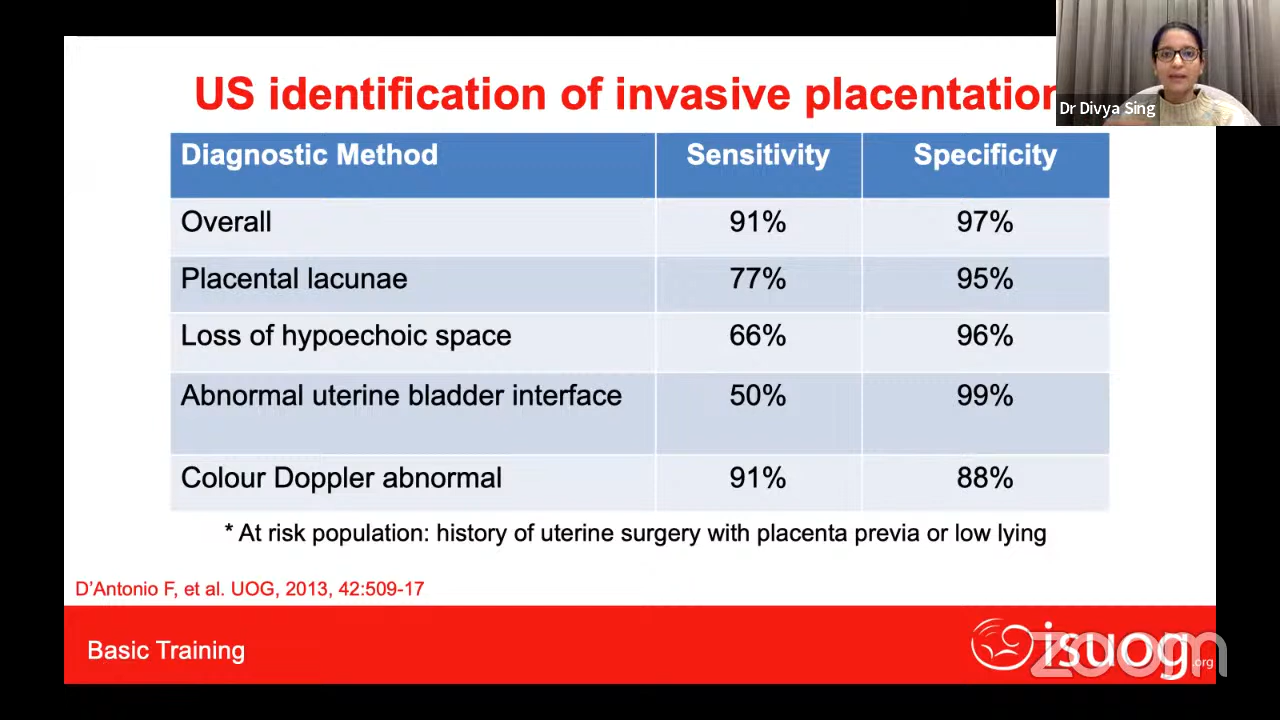 US identification of invasive placentation
Dr Divya Sing
Diagnostic Method Sensitivity Specificity
Overall 91% 97%
Placental lacunae 77% 95%
Loss of hypoechoic space 66% 96%
Abnormal uterine bladder interface 50% 99%
Colour Doppler abnormal 91% 88%
* At risk population: history of uterine surgery with placenta previa or low lying
D'Antonio F, et al. UOG, 2013, 42:509-17
Basic Training
isuog.org
zoom